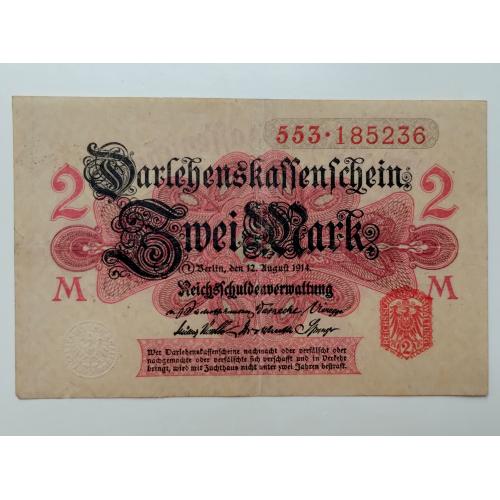 553·185236
Darlehenskassenschein.
2 Zwei Mark. 2
Berlin, den 12. August 1914.
M Reichsschuldenverwaltung M
Wer Darlehenskassenscheine nachmacht oder verfälscht oder
nachgemachte oder verfälschte sich verschafft und in Verkehr
bringt, wird mit Zuchthaus nicht unter zwei Jahren bestraft.